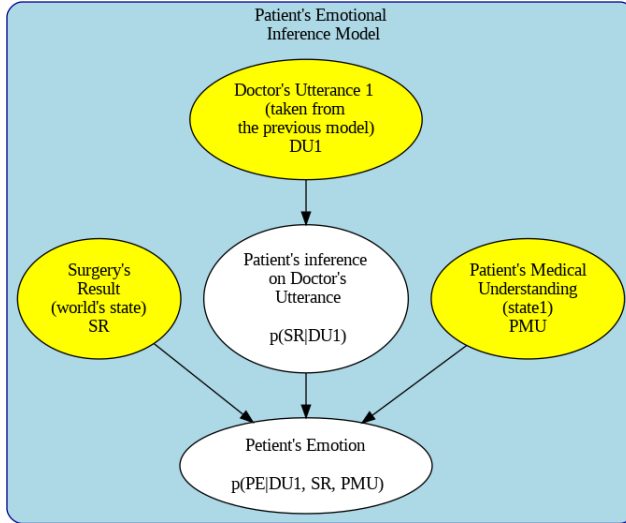 Patient's Emotional
Inference Model
Doctor's Utterance 1
(taken from
the previous model)
DU1
Surgery's
Result
(world's state)
SR
Patient's inference
on Doctor's
Utterance
p(SR|DU1)
Patient's Medical
Understanding
(state1)
PMU
Petient's Emotion
p(PE|DU1, SR, PMU)